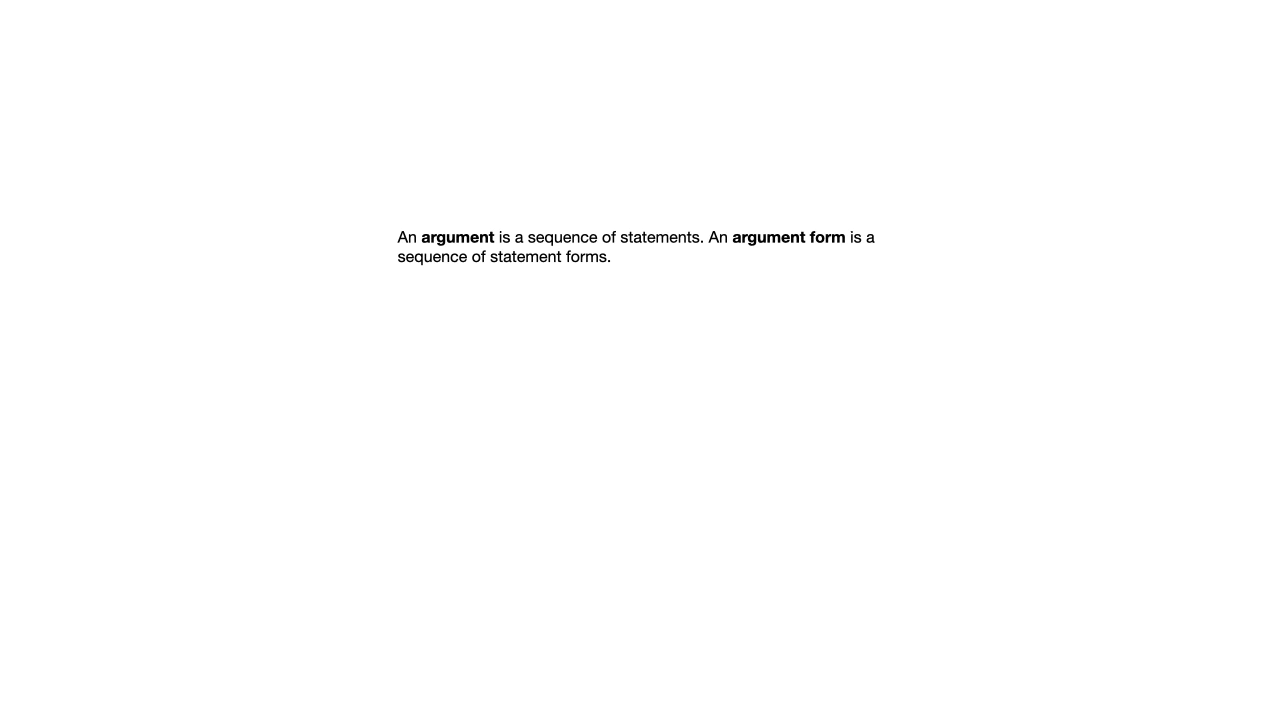 An argument is a sequence of statements. An argument form is a
sequence of statement forms.